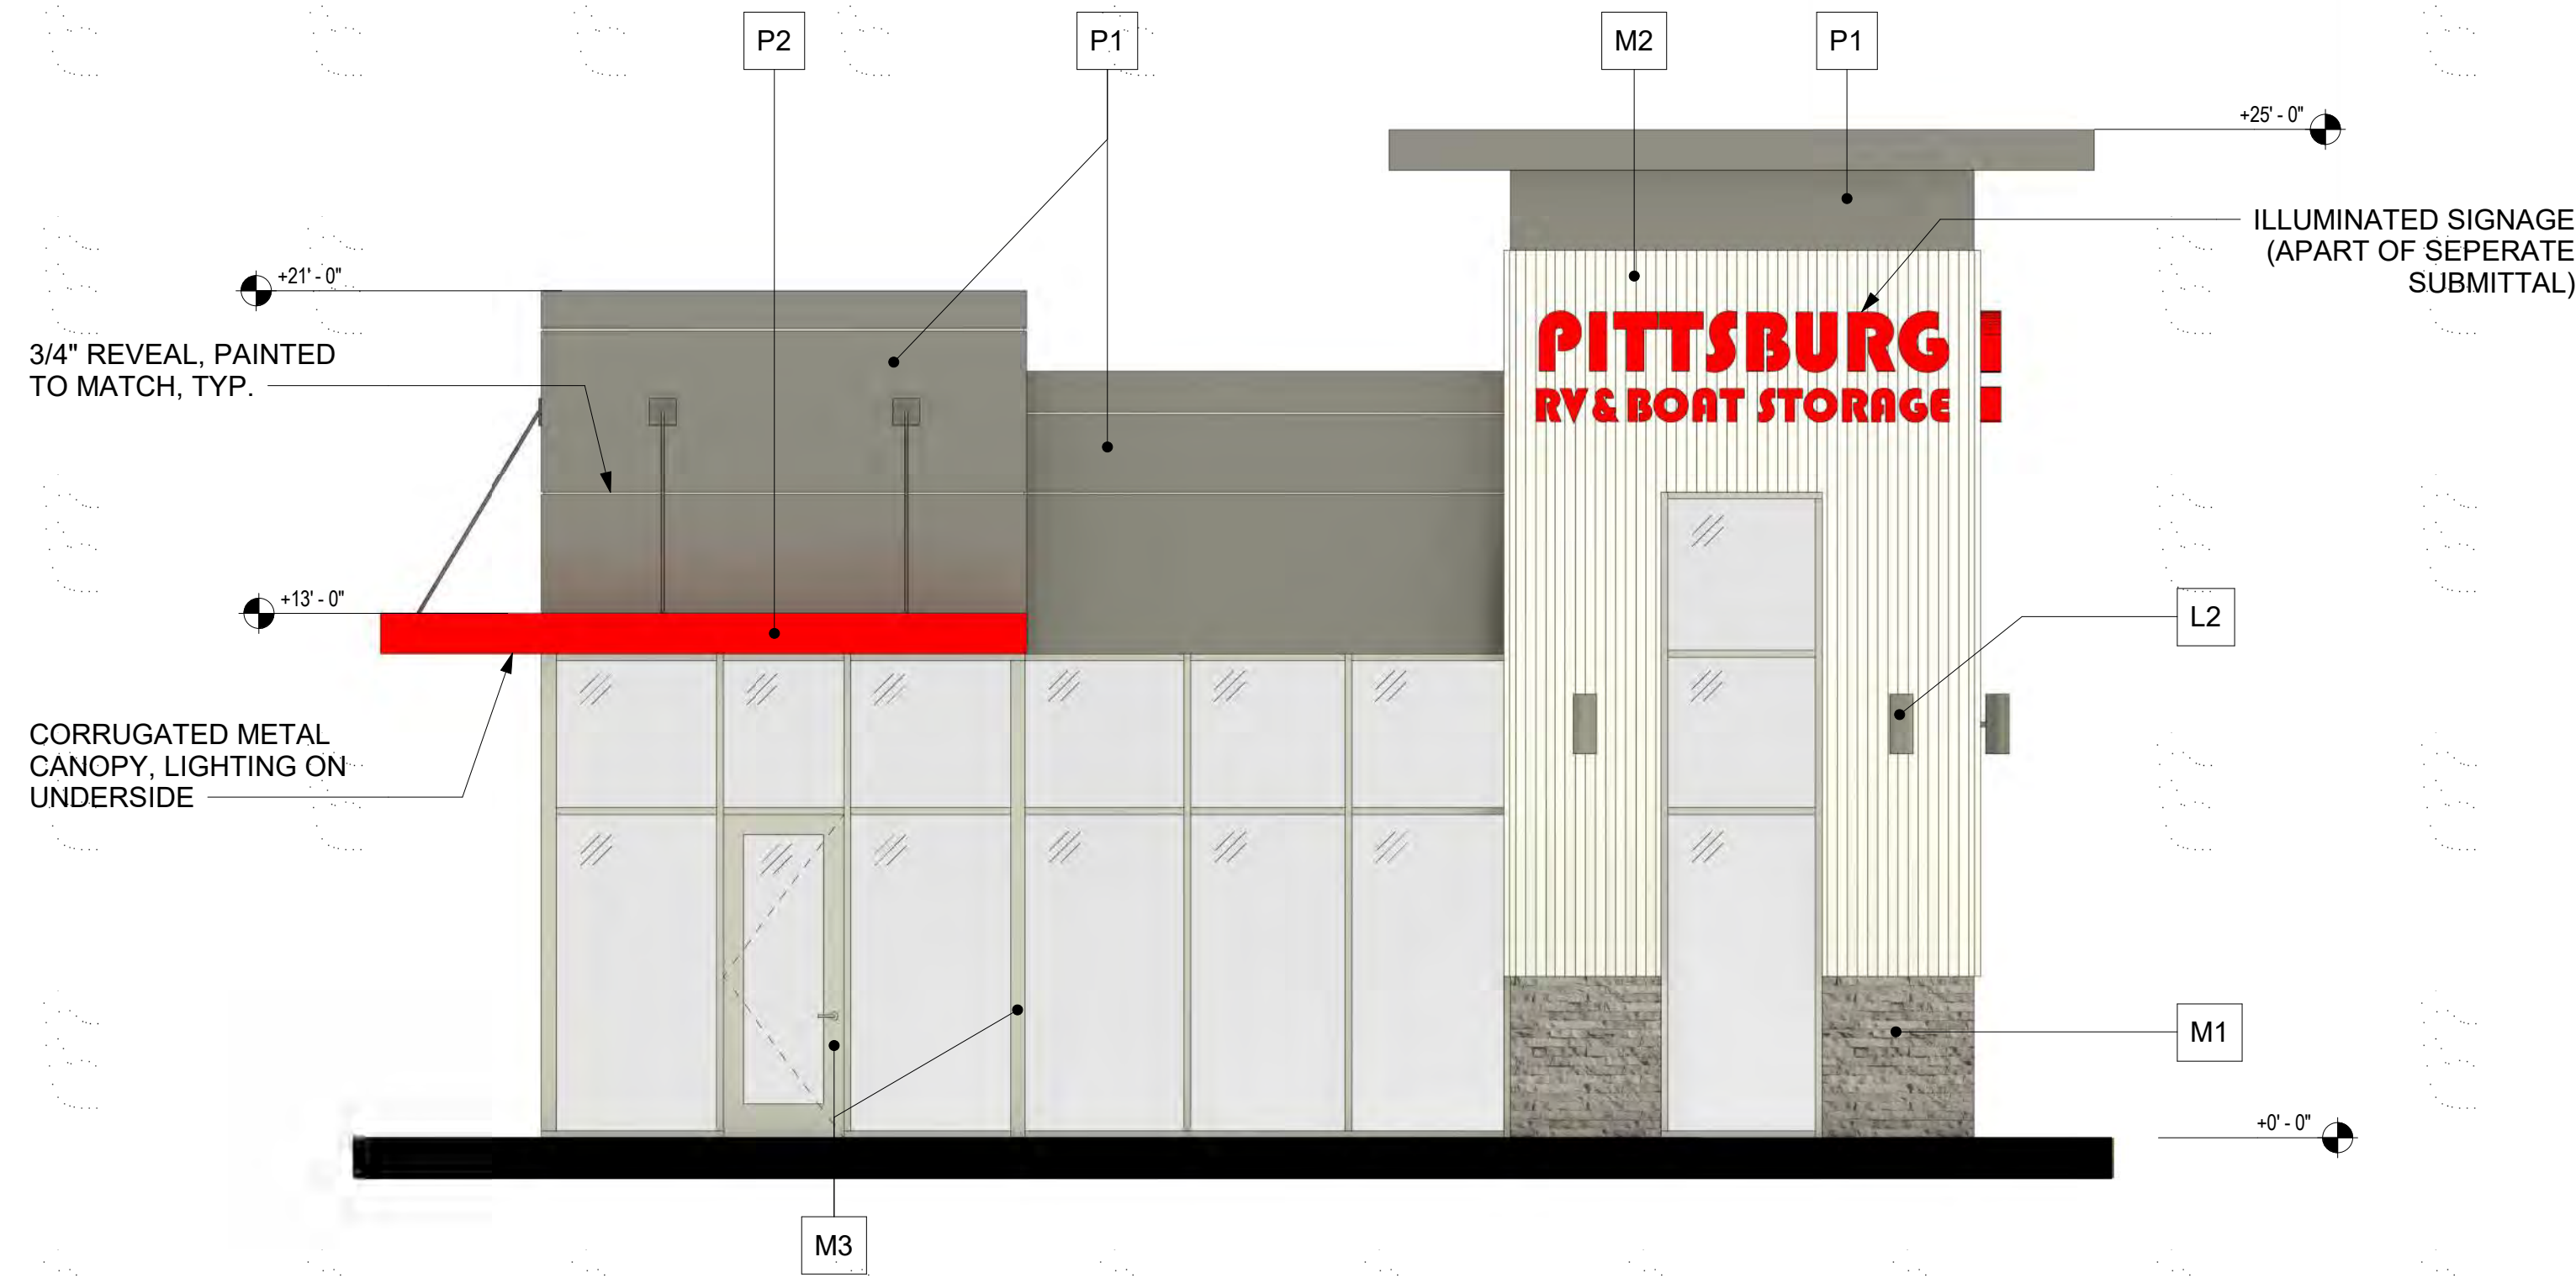 P2
P1
M2
P1
+25' - 0"
ILLUMINATED SIGNAGE
(APART OF SEPERATE
SUBMITTAL)
+21' - 0"
3/4" REVEAL, PAINTED
TO MATCH, TYP.
PITTSBURG
RV & BOAT STORAGE
+13' - 0"
L2
CORRUGATED METAL
CANOPY, LIGHTING ON
UNDERSIDE
M1
+0' - 0"
M3